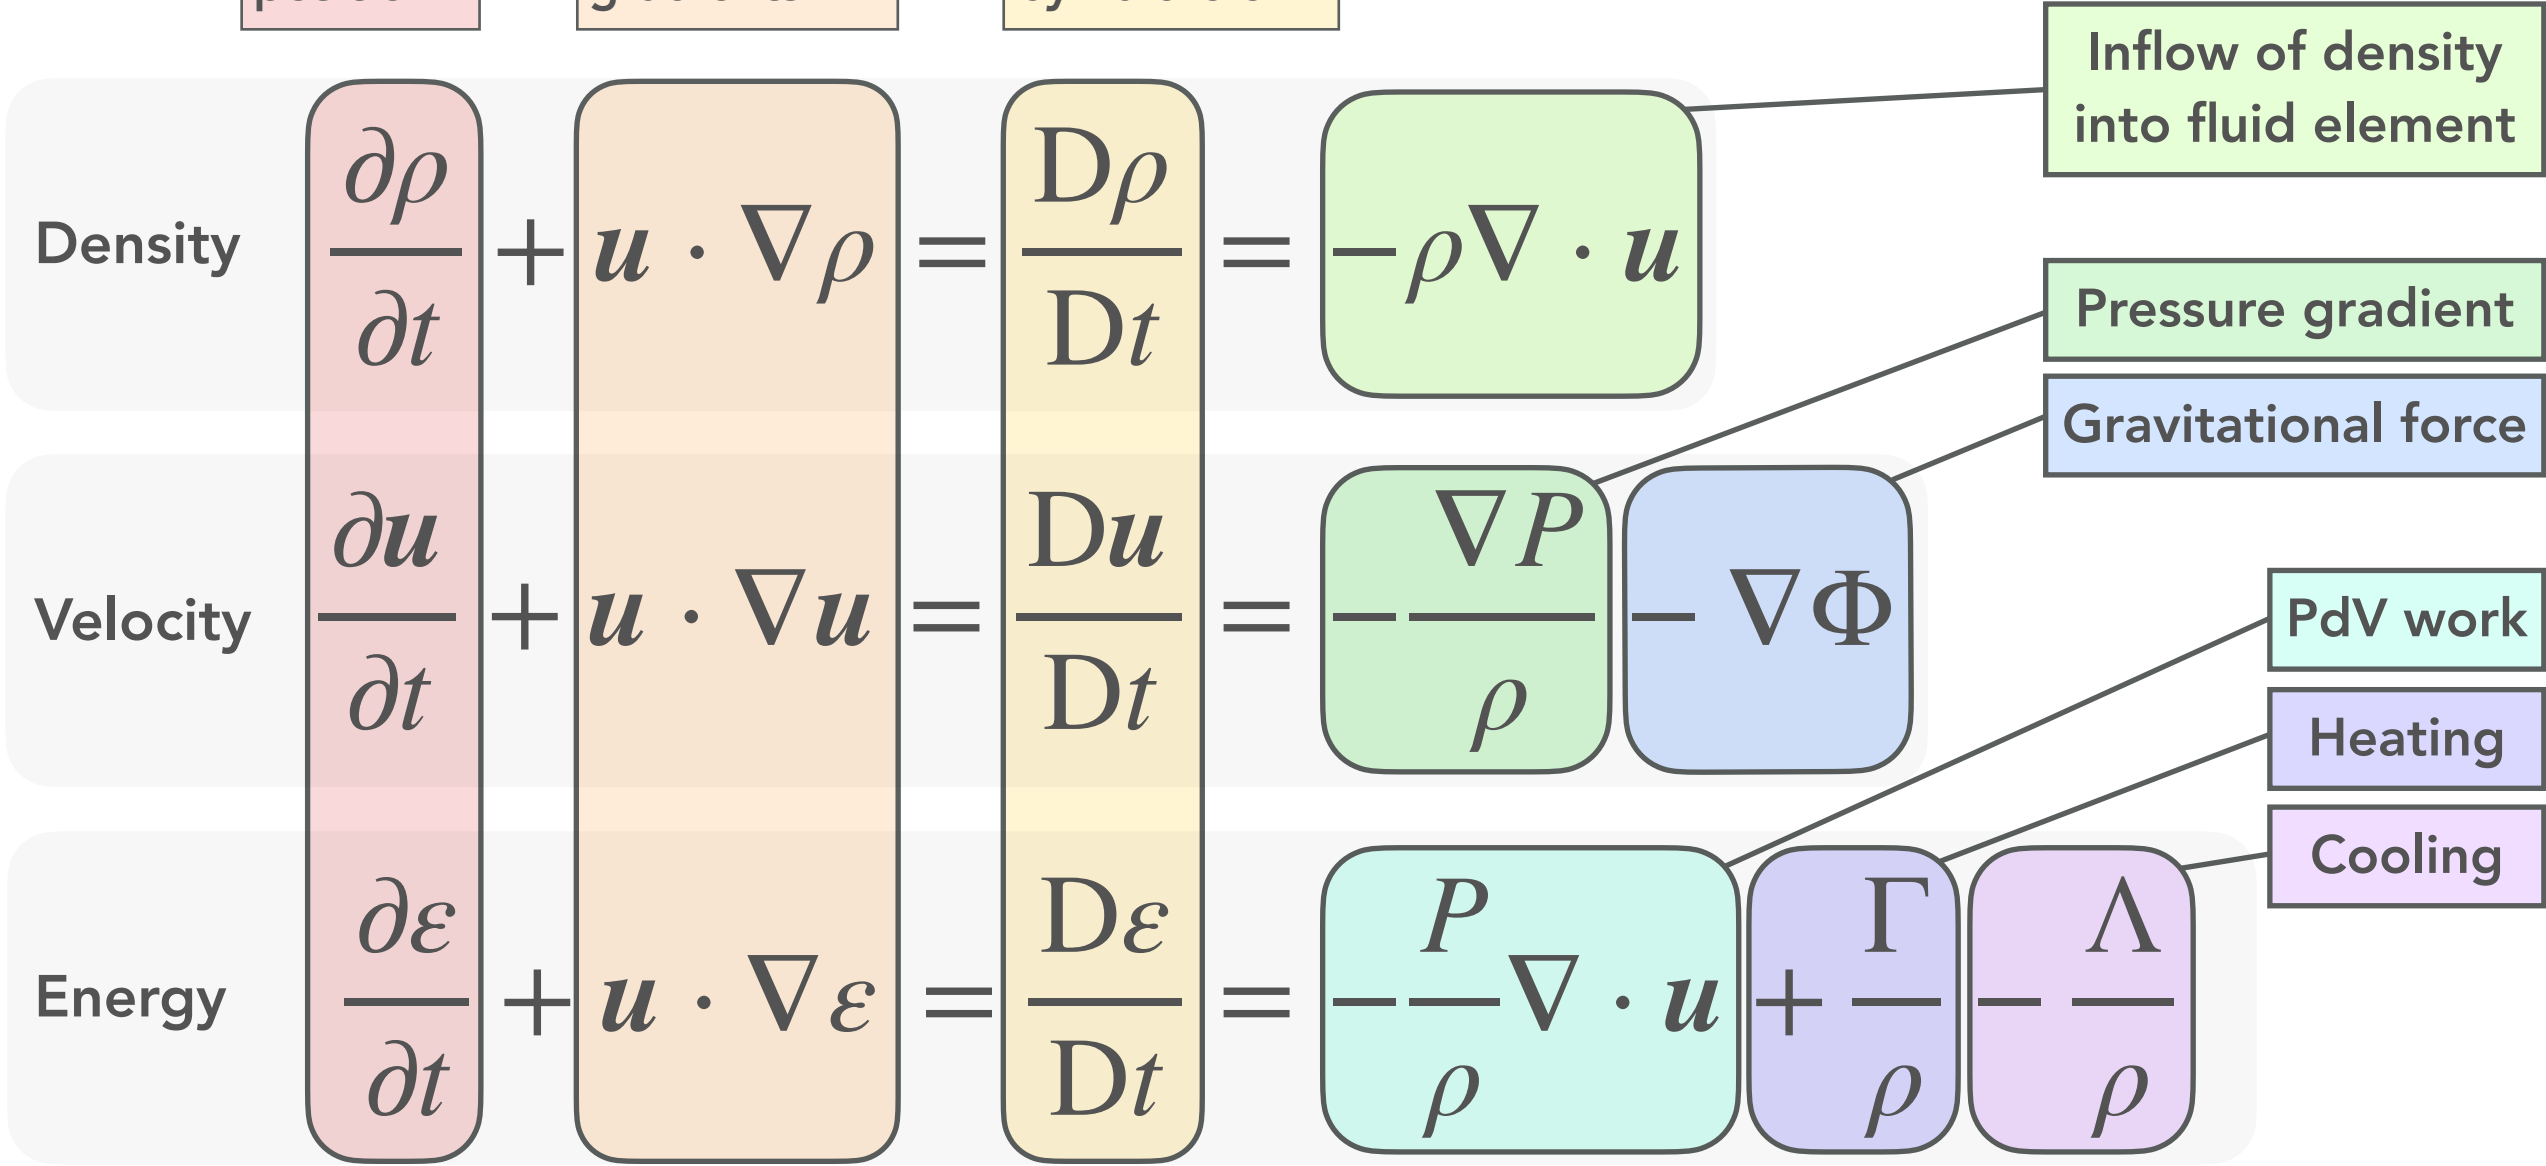 Inflow of density
into fluid element
Density ∂ρ/∂t + u · ∇ρ = Dρ/Dt = −ρ∇ · u
Pressure gradient
Gravitational force
Velocity ∂u/∂t + u · ∇u = Du/Dt = −∇P/ρ − ∇Φ
PdV work
Heating
Cooling
Energy ∂ε/∂t + u · ∇ε = Dε/Dt = −P/ρ ∇ · u + Γ/ρ − Λ/ρ